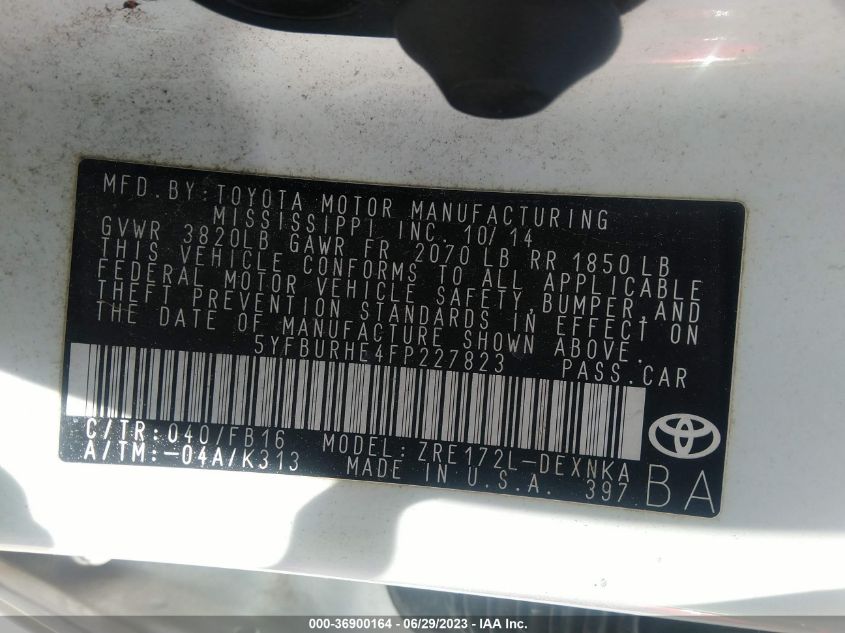 MFD. BY: TOYOTA MOTOR MANUFACTURING
MISSISSIPPI INC. 10/14
GVWR 3820LB GAWR FR 2070 LB RR 1850 LB
THIS VEHICLE CONFORMS TO ALL APPLICABLE
FEDERAL MOTOR VEHICLE SAFETY, BUMPER, AND
THEFT PREVENTION STANDARDS IN EFFECT ON
THE DATE OF MANUFACTURE SHOWN ABOVE.
5YFBURHE4FP227823 PASS. CAR
C/TR: 040/FB16 MODEL: ZRE172L-DEXNKA
A/TM: -04A/K313 MADE IN U.S.A. 397
BA
000-36900164 - 06/29/2023 - IAA Inc.